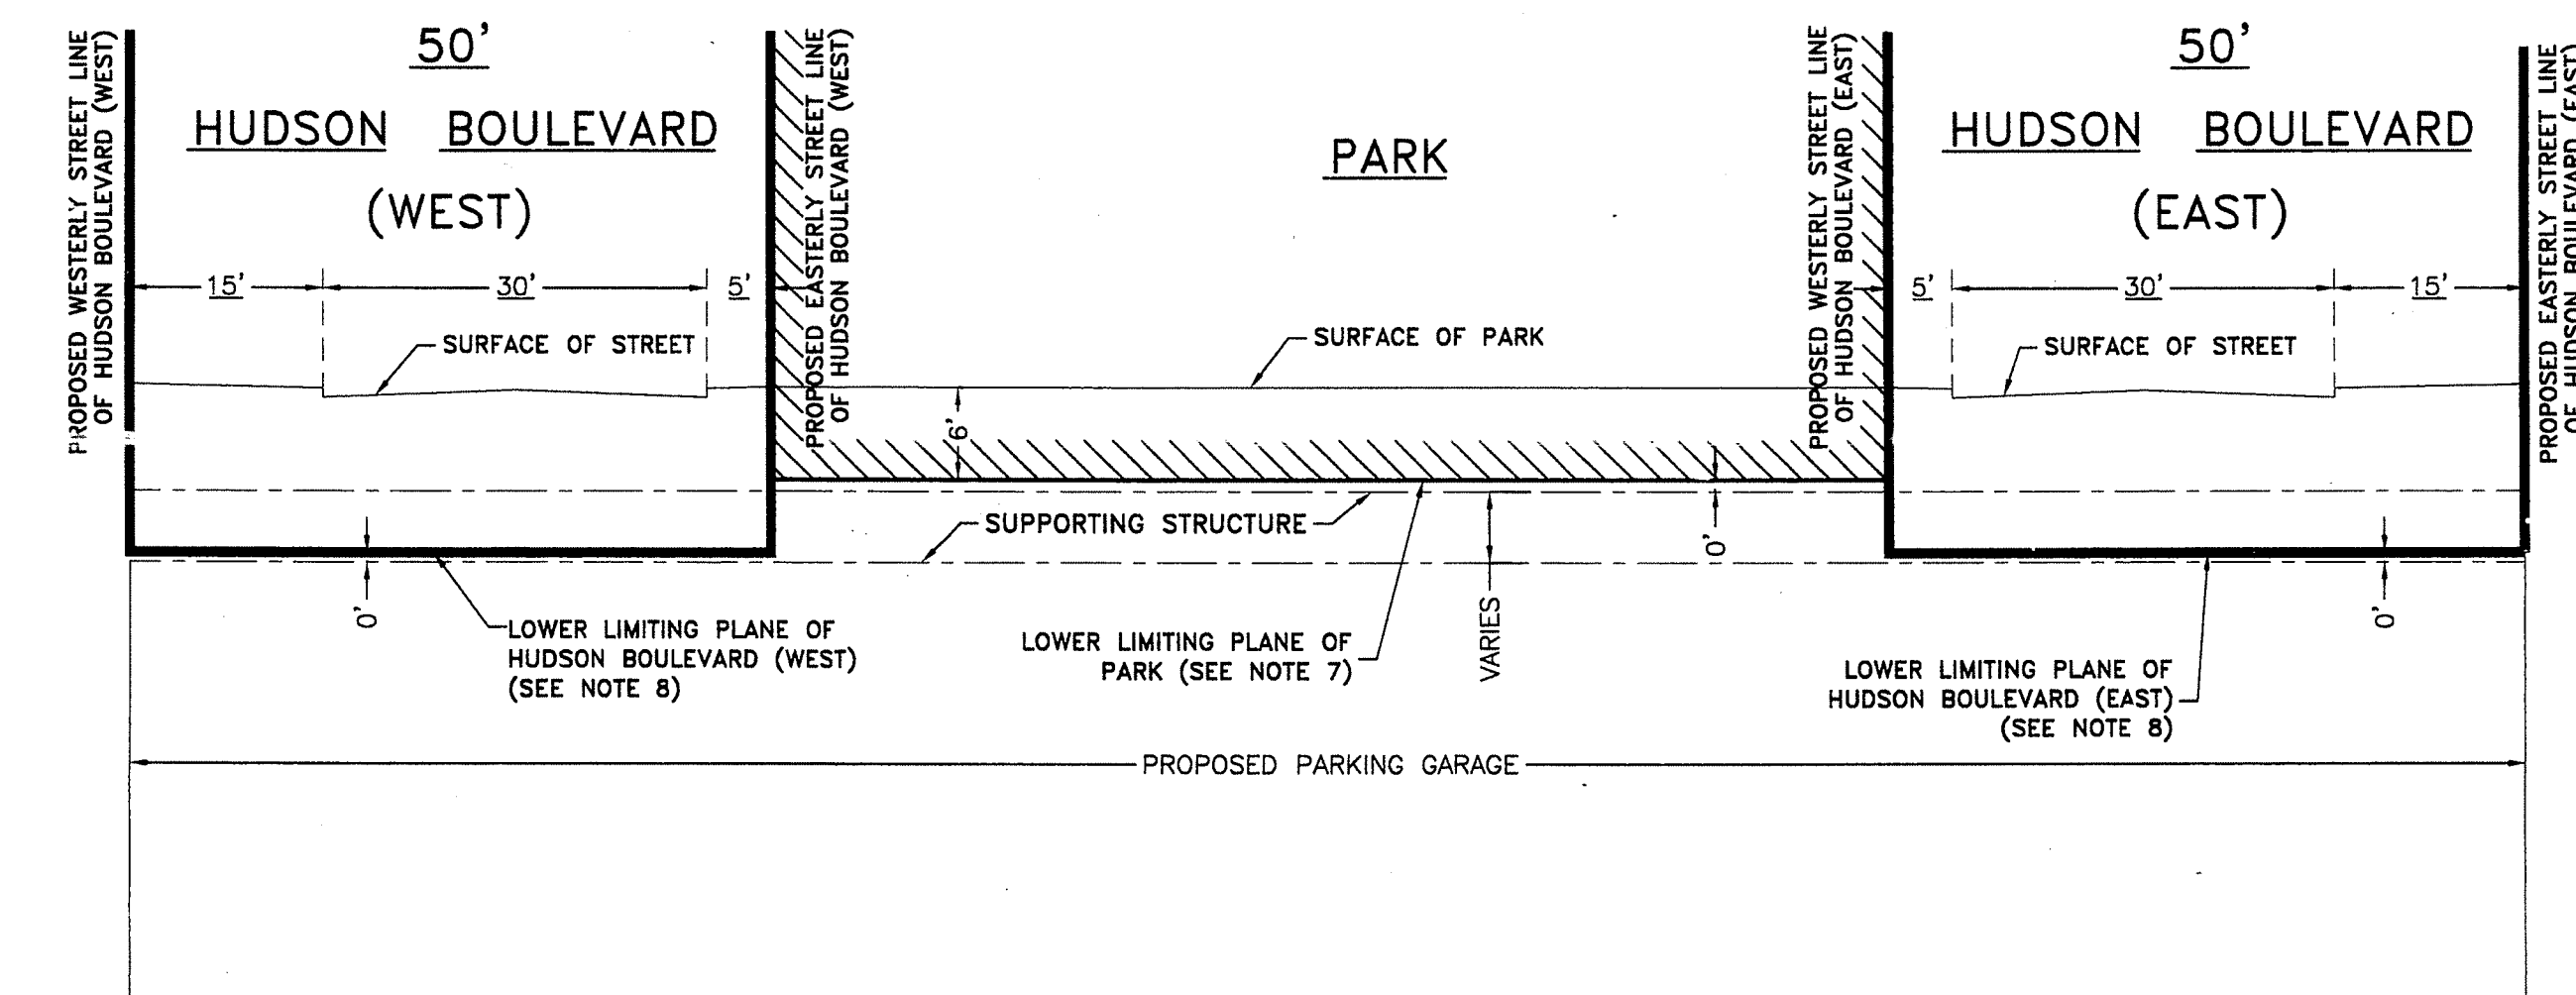 PROPOSED WESTERLY STREET LINE
OF HUDSON BOULEVARD (WEST)
50'
HUDSON BOULEVARD
(WEST)
15'
30'
5'
SURFACE OF STREET
PROPOSED EASTERLY STREET LINE
OF HUDSON BOULEVARD (WEST)
PARK
SURFACE OF PARK
6'
PROPOSED WESTERLY STREET LINE
OF HUDSON BOULEVARD (EAST)
50'
HUDSON BOULEVARD
(EAST)
5'
30'
15'
SURFACE OF STREET
PROPOSED EASTERLY STREET LINE
OF HUDSON BOULEVARD (EAST)
SUPPORTING STRUCTURE
0'
0'
0'
VARIES
LOWER LIMITING PLANE OF
HUDSON BOULEVARD (WEST)
(SEE NOTE 8)
LOWER LIMITING PLANE OF
PARK (SEE NOTE 7)
LOWER LIMITING PLANE OF
HUDSON BOULEVARD (EAST)
(SEE NOTE 8)
PROPOSED PARKING GARAGE